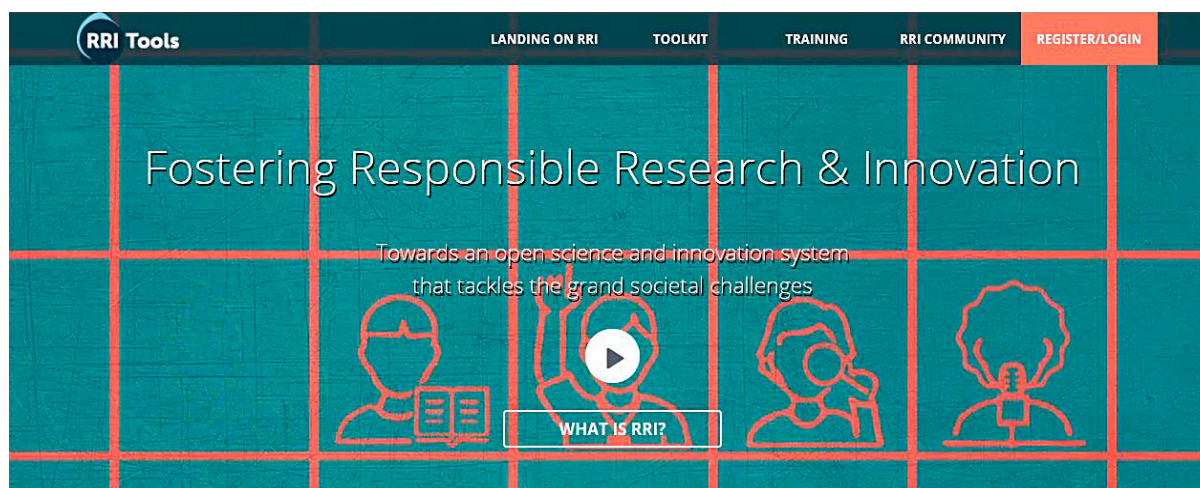 RRI Tools
LANDING ON RRI TOOLKIT TRAINING RRI COMMUNITY REGISTER/LOGIN
Fostering Responsible Research & Innovation
Towards an open science and innovation system
that tackles the grand societal challenges
WHAT IS RRI?